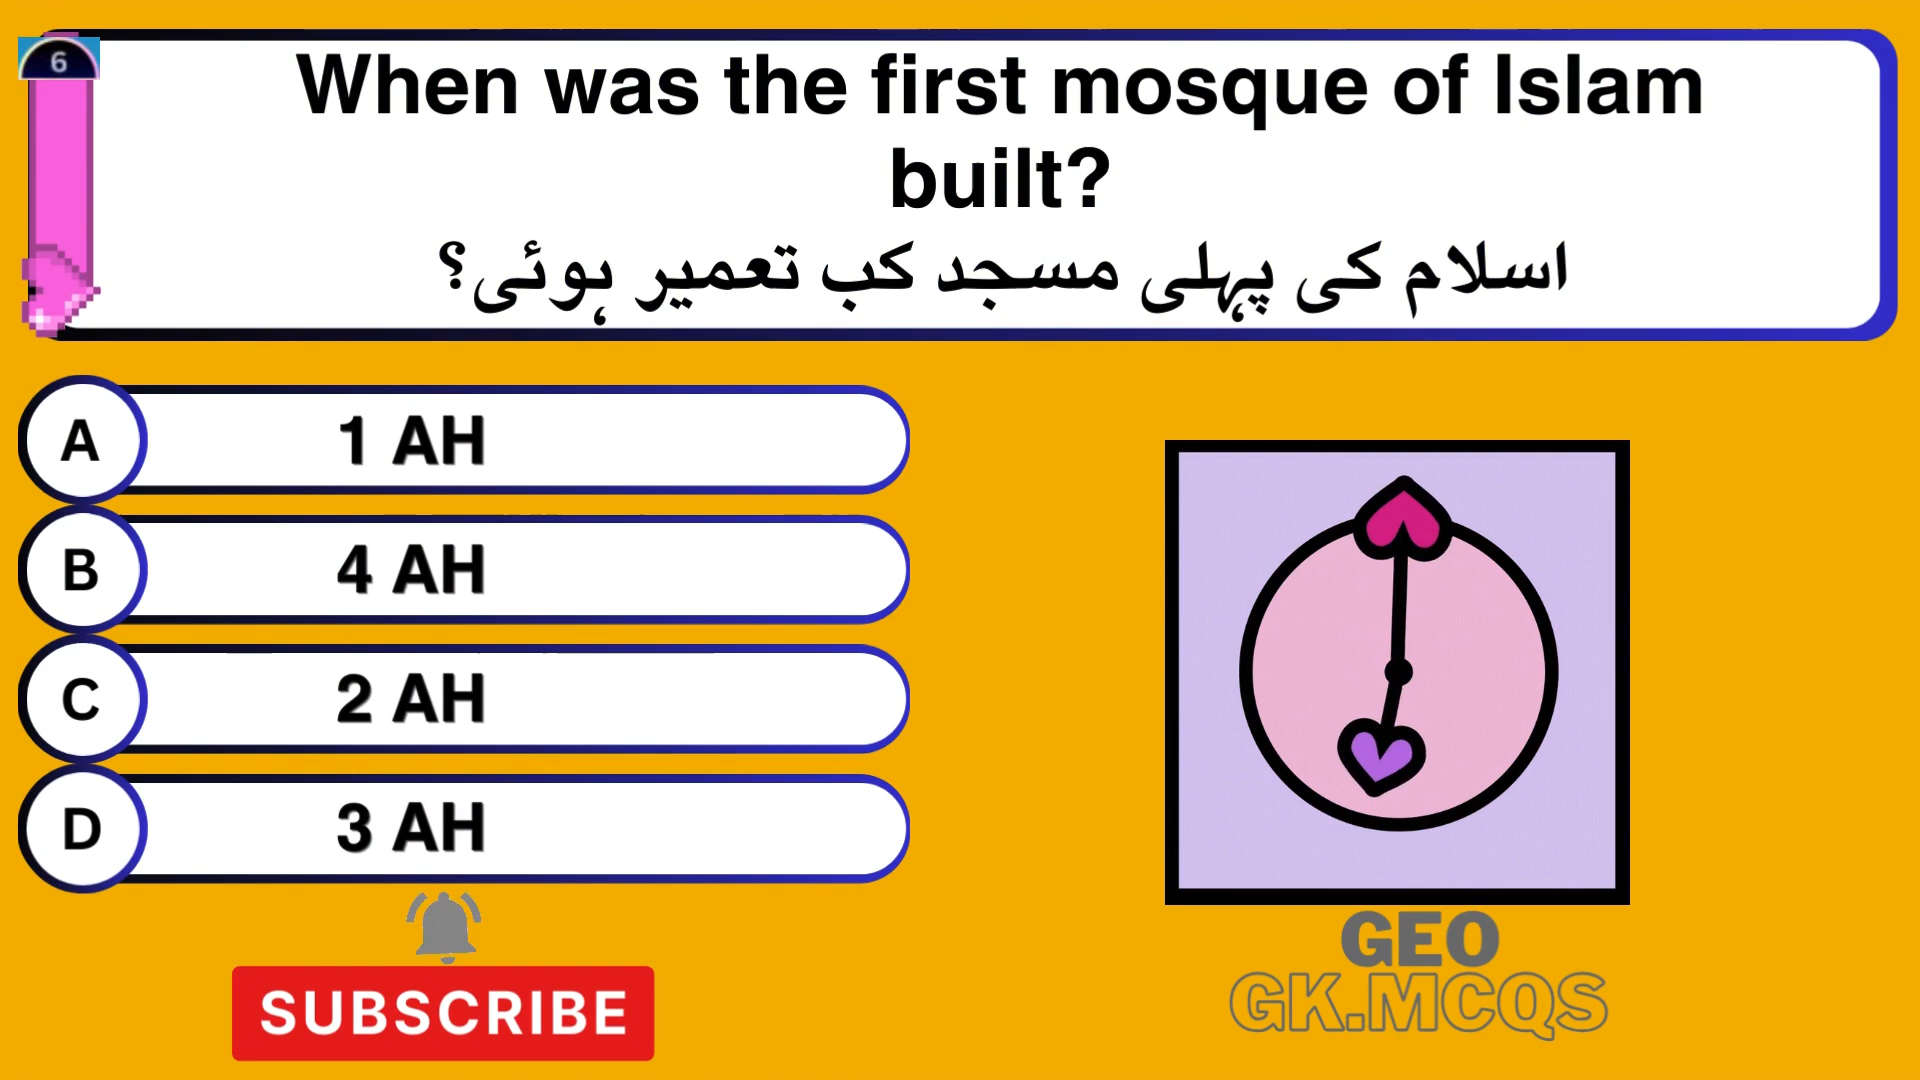 6
When was the first mosque of Islam
built?
اسلام کی پہلی مسجد کب تعمیر ہوئی؟
A
1 AH
B
4 AH
C
2 AH
D
3 AH
SUBSCRIBE
GEO
GK.MCQS